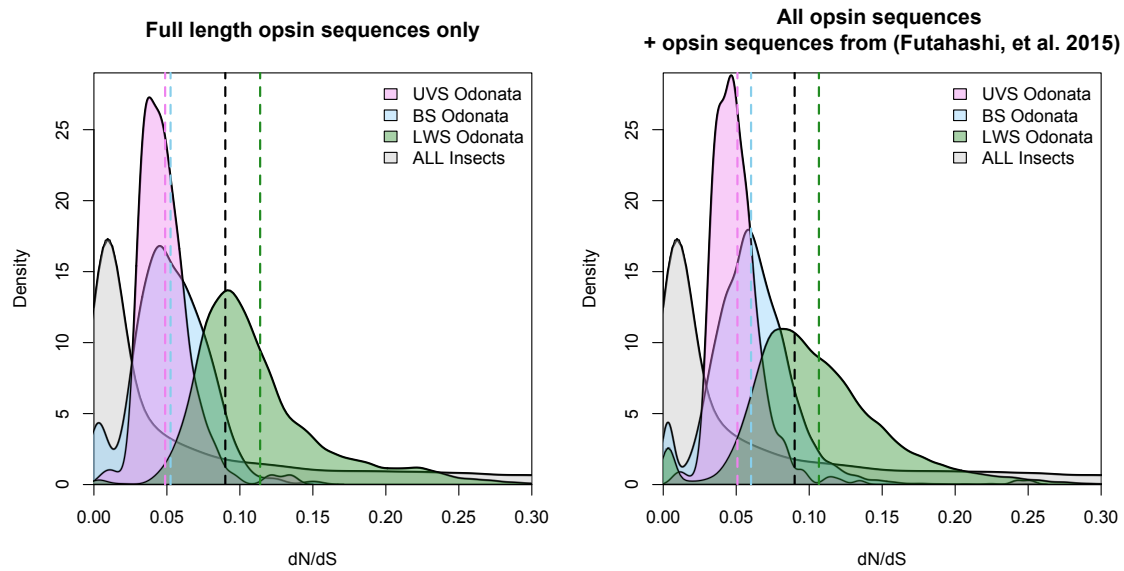 Full length opsin sequences only
UVS Odonata
BS Odonata
LWS Odonata
ALL Insects
Density
0 5 10 15 20 25
0.00 0.05 0.10 0.15 0.20 0.25 0.30
dN/dS
All opsin sequences
+ opsin sequences from (Futahashi, et al. 2015)
UVS Odonata
BS Odonata
LWS Odonata
ALL Insects
Density
0 5 10 15 20 25
0.00 0.05 0.10 0.15 0.20 0.25 0.30
dN/dS